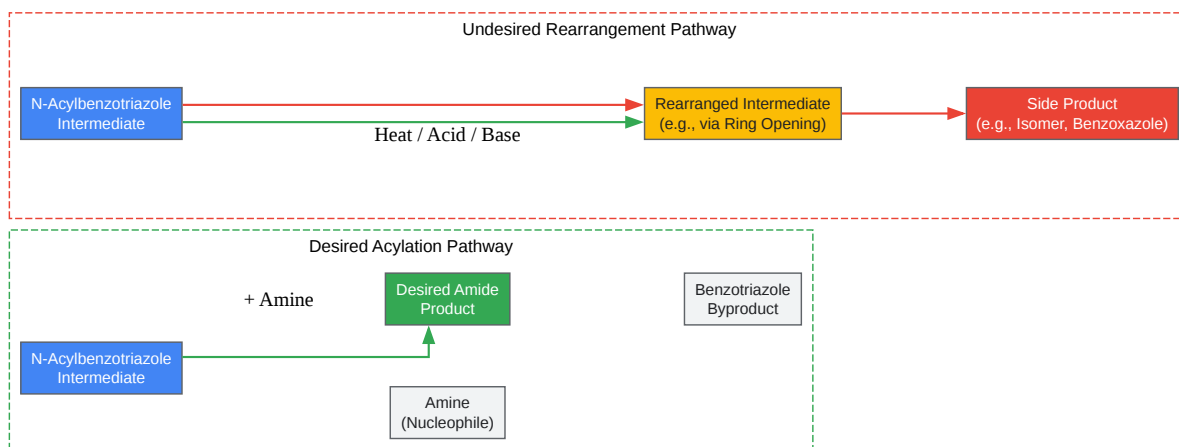 Undesired Rearrangement Pathway
N-Acylbenzotriazole
Intermediate
Heat / Acid / Base
Rearranged Intermediate
(e.g., via Ring Opening)
Side Product
(e.g., Isomer, Benzoxazole)
Desired Acylation Pathway
+ Amine
Desired Amide
Product
Benzotriazole
Byproduct
N-Acylbenzotriazole
Intermediate
Amine
(Nucleophile)